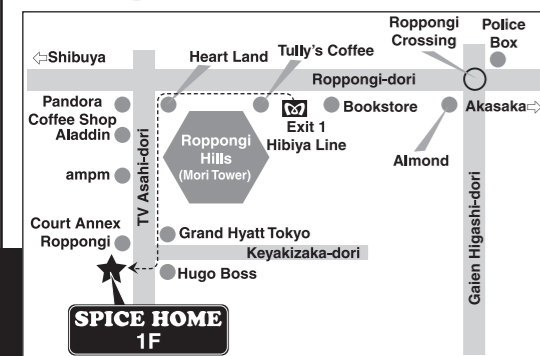 Roppongi
Crossing
Police
Box
⇦Shibuya
Heart Land
Tully's Coffee
Roppongi-dori
Pandora
Coffee Shop
Aladdin
Exit 1
Hibiya Line
Bookstore
Akasaka⇨
Almond
Roppongi
Hills
(Mori Tower)
ampm
TV Asahi-dori
Gaien Higashi-dori
Court Annex
Roppongi
Grand Hyatt Tokyo
Keyakizaka-dori
Hugo Boss
SPICE HOME
1F